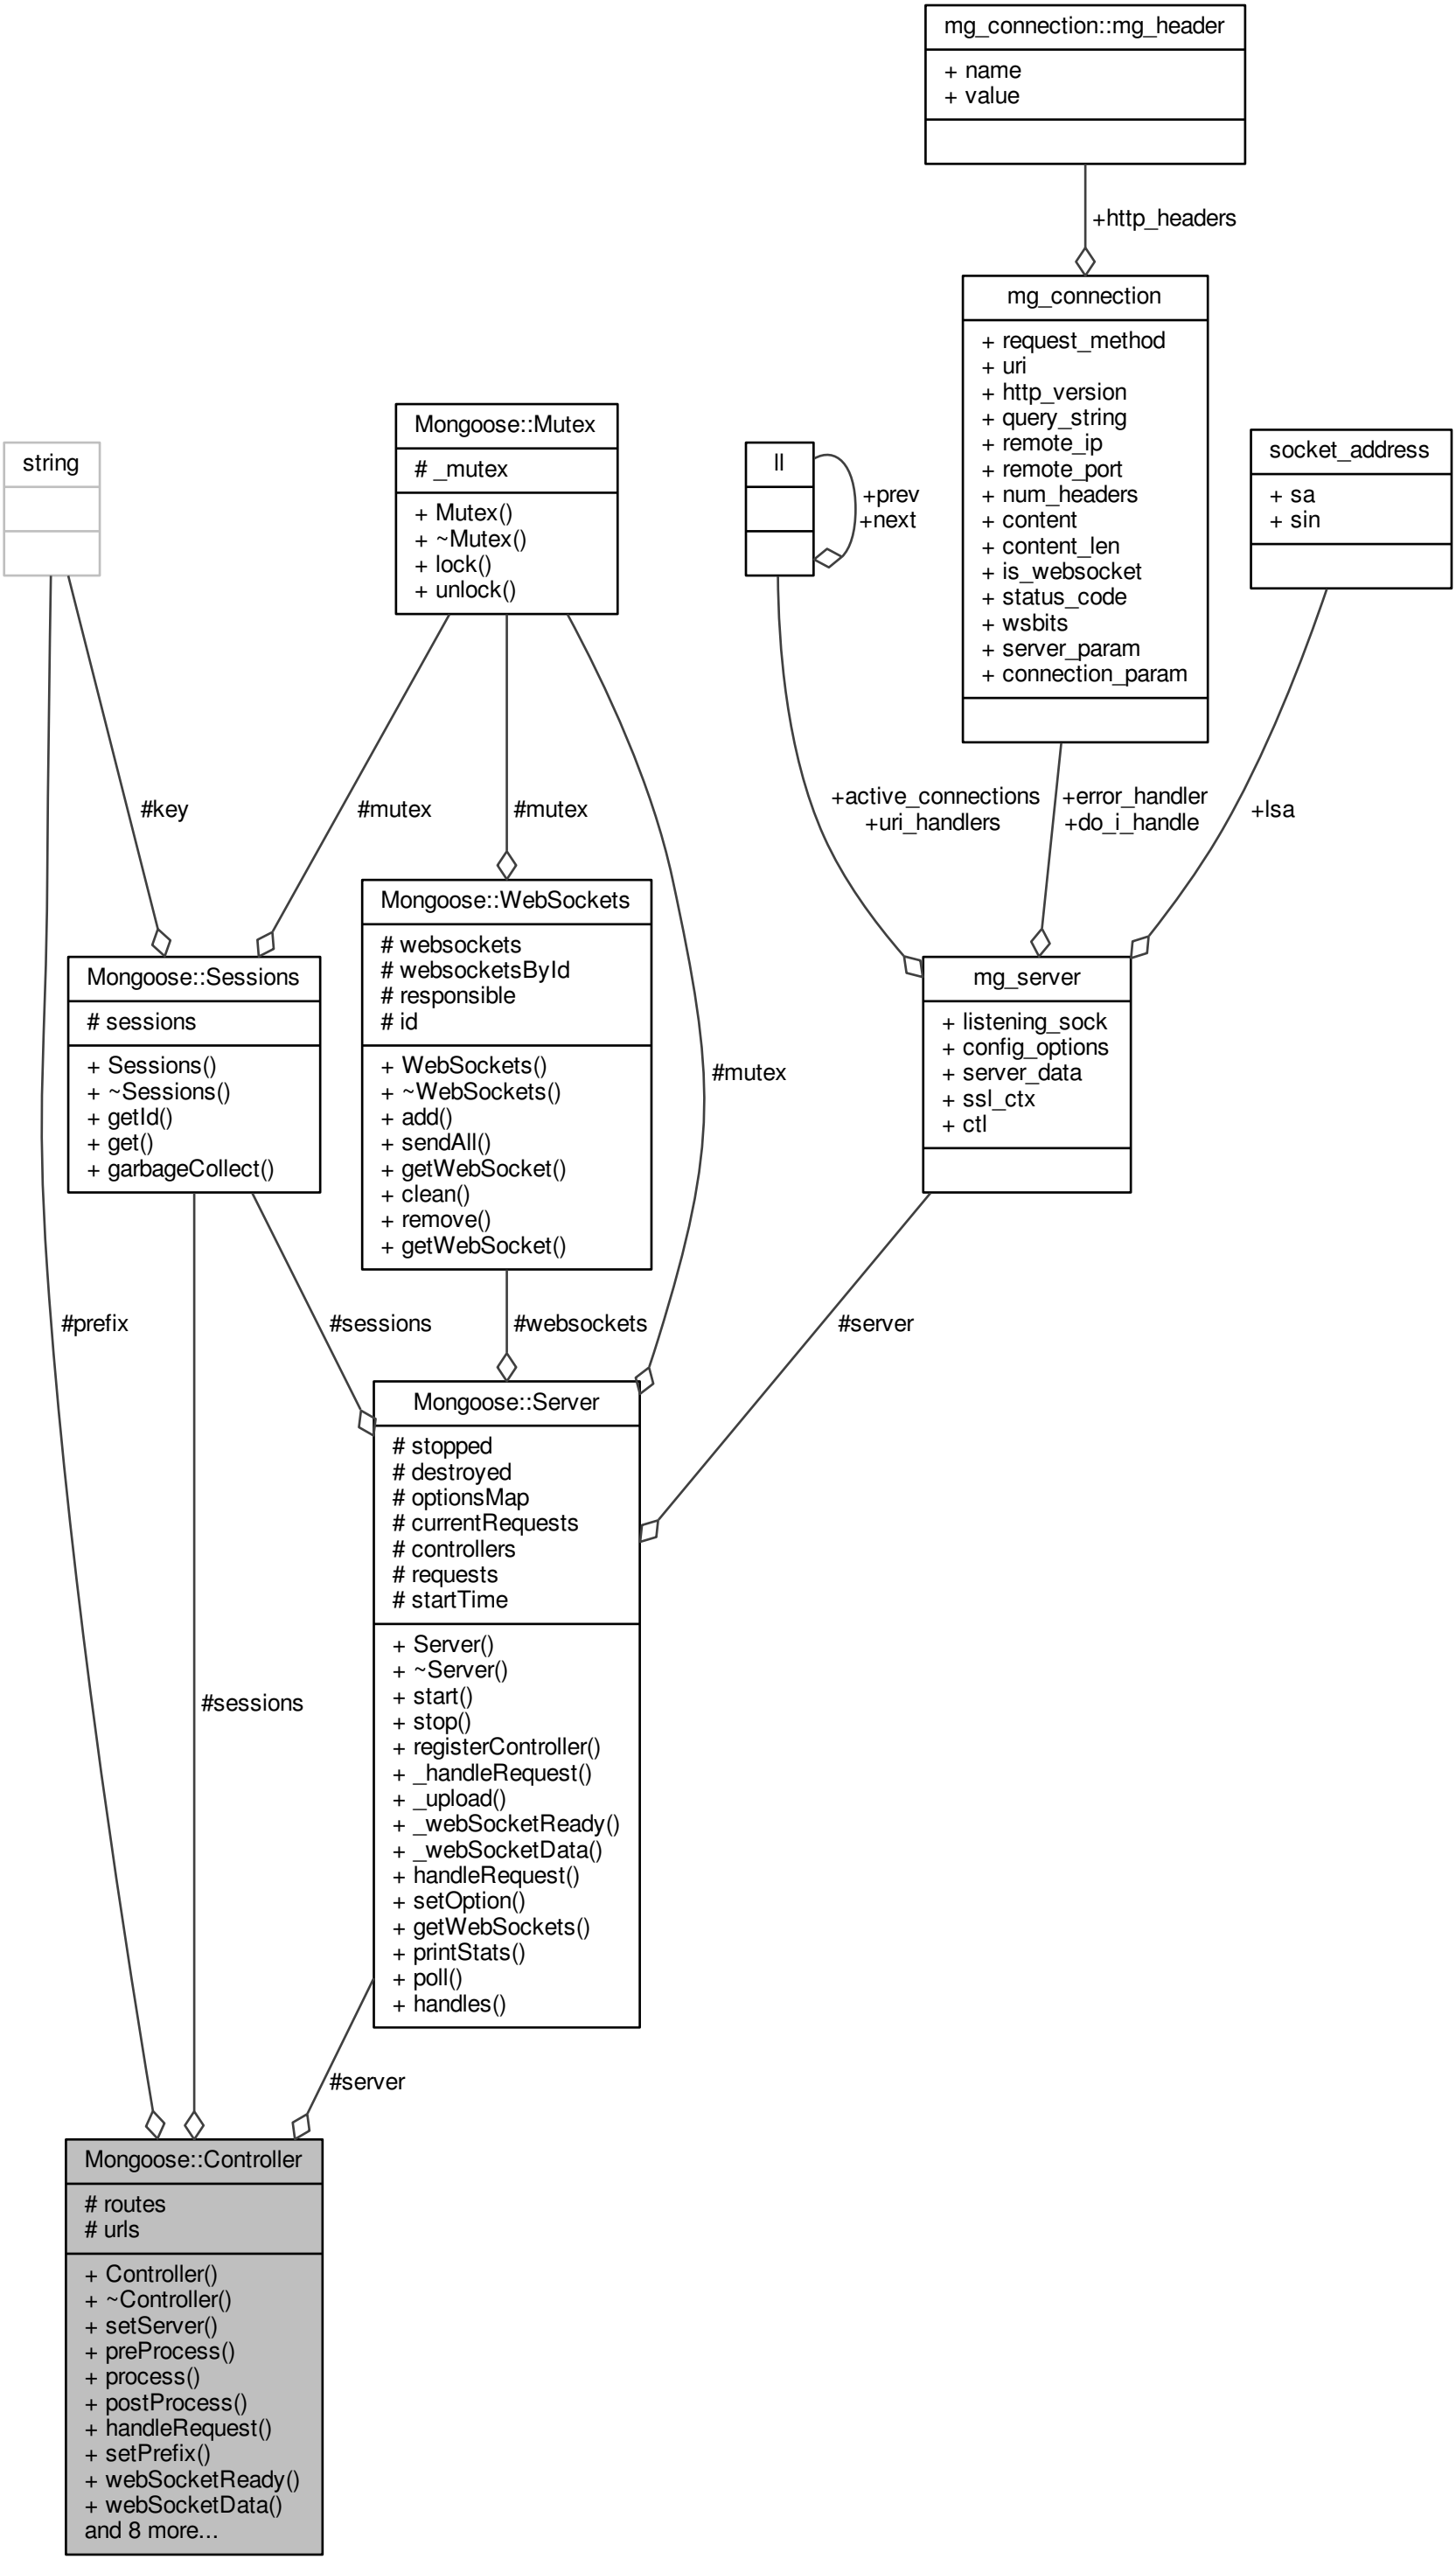 mg_connection::mg_header
+ name
+ value
+http_headers
mg_connection
+ request_method
+ uri
+ http_version
+ query_string
+ remote_ip
+ remote_port
+ num_headers
+ content
+ content_len
+ is_websocket
+ status_code
+ wsbits
+ server_param
+ connection_param
Mongoose::Mutex
# _mutex
+ Mutex()
+ ~Mutex()
+ lock()
+ unlock()
string
ll
+prev
+next
socket_address
+ sa
+ sin
#key
#mutex
#mutex
+active_connections
+uri_handlers
+error_handler
+do_i_handle
+lsa
Mongoose::WebSockets
# websockets
# websocketsById
# responsible
# id
+ WebSockets()
+ ~WebSockets()
+ add()
+ sendAll()
+ getWebSocket()
+ clean()
+ remove()
+ getWebSocket()
Mongoose::Sessions
# sessions
+ Sessions()
+ ~Sessions()
+ getId()
+ get()
+ garbageCollect()
#mutex
mg_server
+ listening_sock
+ config_options
+ server_data
+ ssl_ctx
+ ctl
#prefix
#sessions
#websockets
#server
Mongoose::Server
# stopped
# destroyed
# optionsMap
# currentRequests
# controllers
# requests
# startTime
+ Server()
+ ~Server()
+ start()
+ stop()
+ registerController()
+ _handleRequest()
+ _upload()
+ _webSocketReady()
+ _webSocketData()
+ handleRequest()
+ setOption()
+ getWebSockets()
+ printStats()
+ poll()
+ handles()
#sessions
#server
Mongoose::Controller
# routes
# urls
+ Controller()
+ ~Controller()
+ setServer()
+ preProcess()
+ process()
+ postProcess()
+ handleRequest()
+ setPrefix()
+ webSocketReady()
+ webSocketData()
and 8 more...